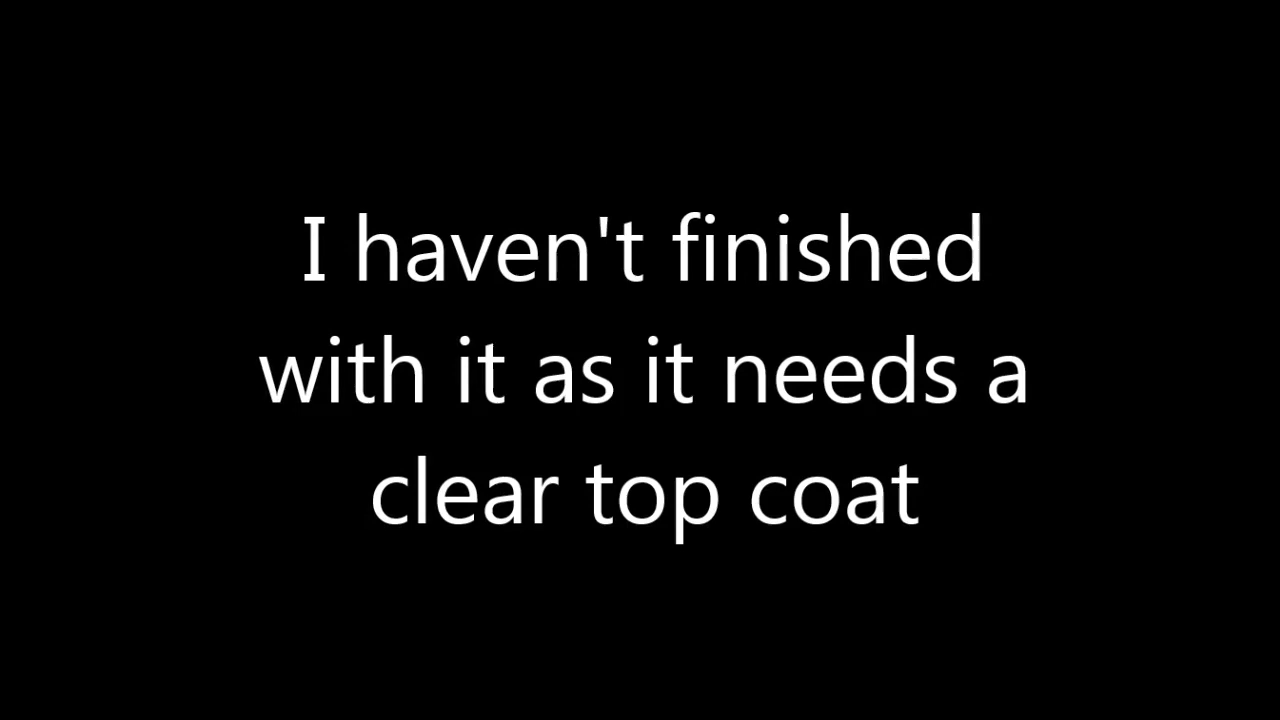 I haven't finished
with it as it needs a
clear top coat